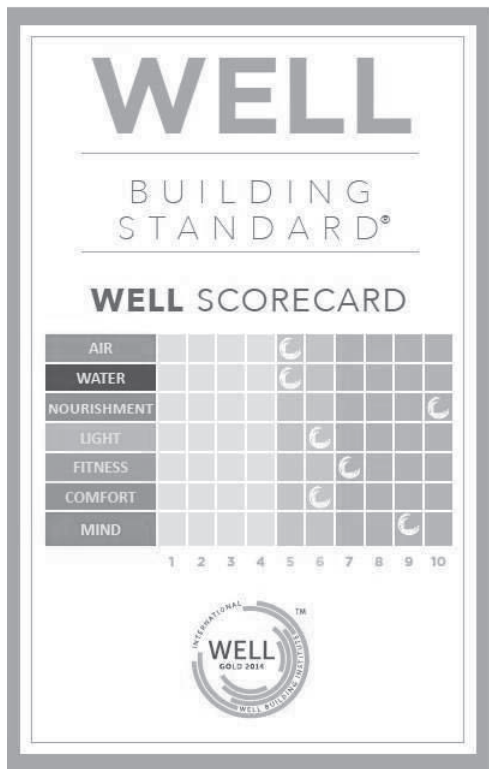 WELL
BUILDING
STANDARD®
WELL SCORECARD
AIR
WATER
NOURISHMENT
LIGHT
FITNESS
COMFORT
MIND
1 2 3 4 5 6 7 8 9 10
INTERNATIONAL
TM
WELL
GOLD 2014
WELL BUILDING INSTITUTE